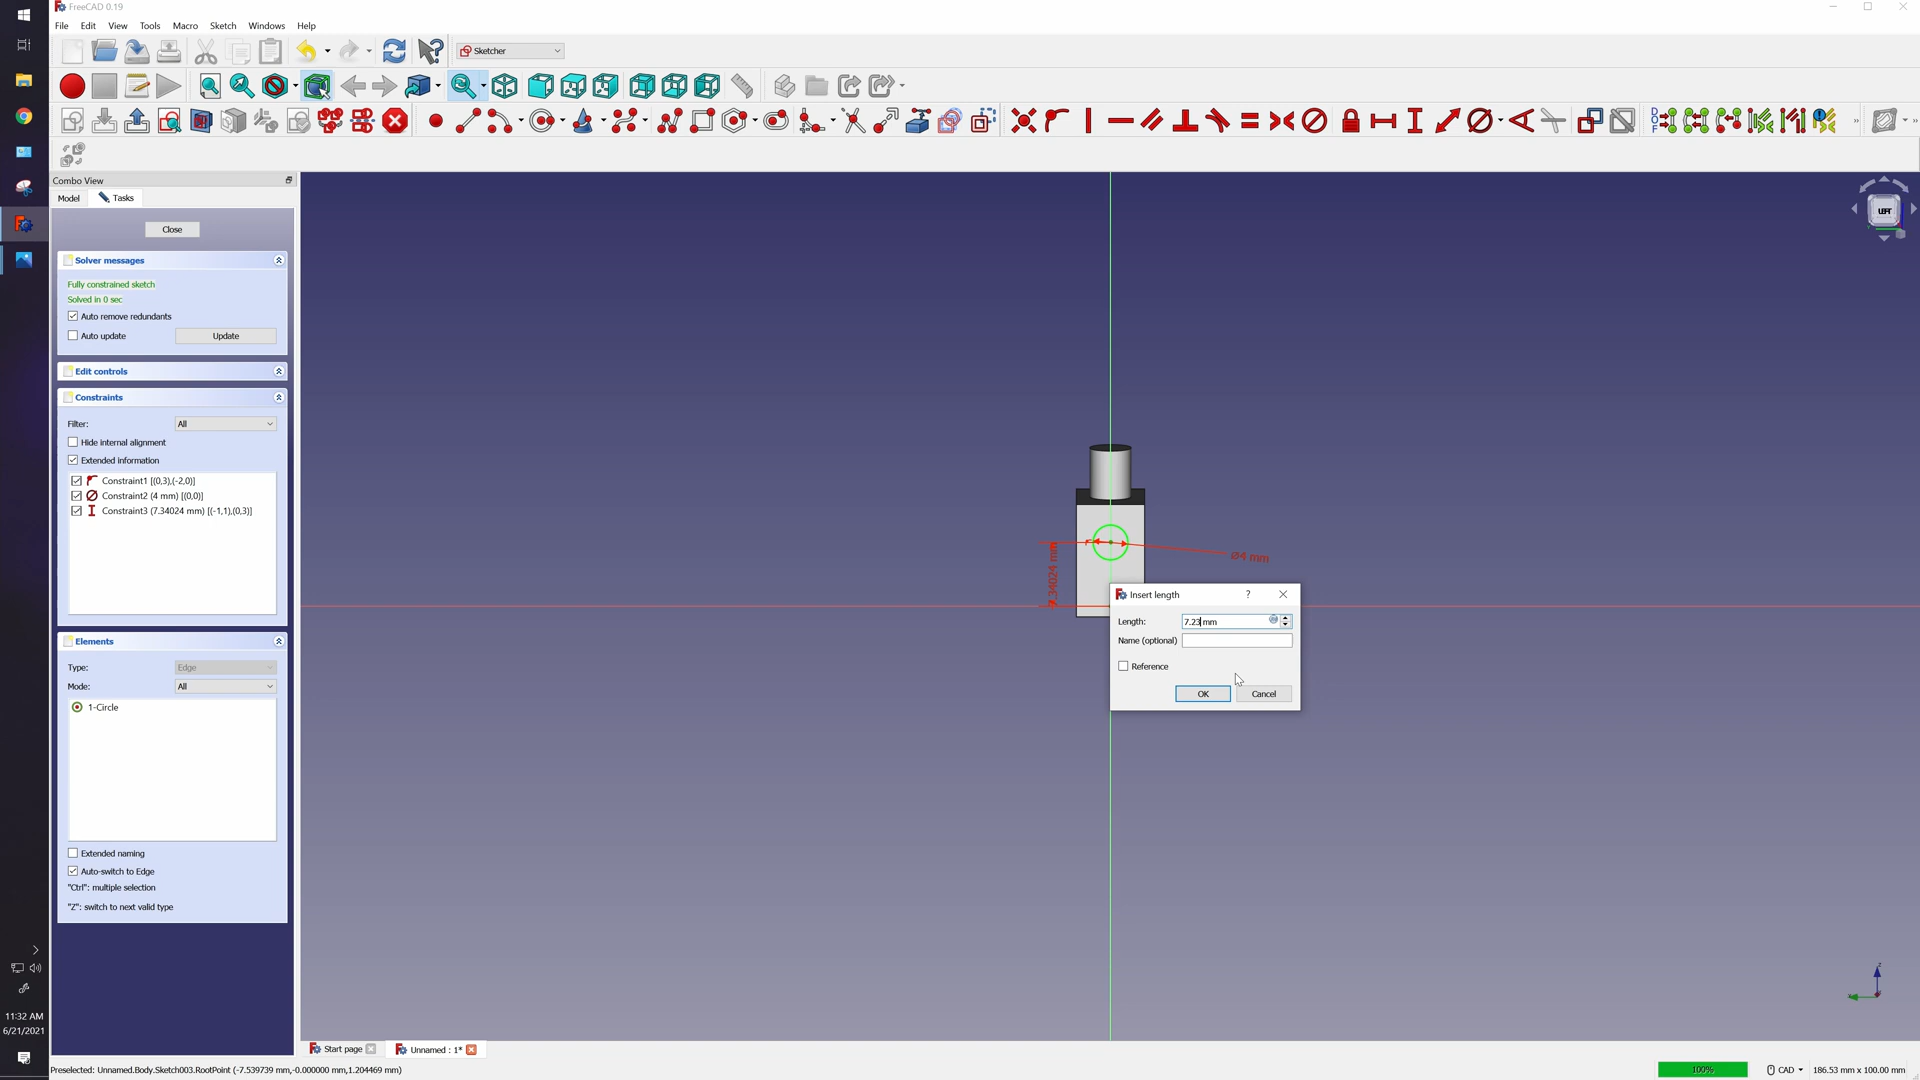 FreeCAD 0.19
File Edit View Tools Macro Sketch Windows Help
Sketcher
Combo View
Model Tasks
Close
Solver messages
Fully constrained sketch
Solved in 0 sec
Auto remove redundants
Auto update Update
Edit controls
Constraints
Filter: All
Hide internal alignment
Extended information
Constraint1 [(0,3),(-2,0)]
Constraint2 (4 mm) [(0,0)]
Constraint3 (7.34024 mm) [(-1,1),(0,3)]
Elements
Type: Edge
Mode: All
1-Circle
Extended naming
Auto-switch to Edge
"Ctrl": multiple selection
"Z": switch to next valid type
LEFT
7.34024 mm
Ø4 mm
Insert length ?
Length: 7.23 mm
Name (optional)
Reference
OK Cancel
11:32 AM
6/21/2021
Start page Unnamed : 1*
Preselected: Unnamed.Body.Sketch003.RootPoint (-7.539739 mm,-0.000000 mm,1.204469 mm)
100% CAD 186.53 mm x 100.00 mm